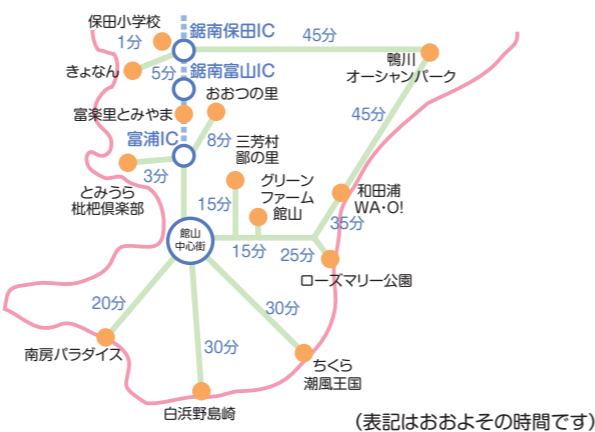 保田小学校
1分
鋸南保田IC
45分
きょなん
5分
鋸南富山IC
鴨川
オーシャンパーク
富楽里とみやま
おおつの里
45分
富浦IC
8分
三芳村
鄙の里
3分
とみうら
枇杷倶楽部
グリーン
ファーム
館山
和田浦
WA・O!
15分
35分
館山
中心街
15分
25分
ローズマリー公園
20分
30分
30分
南房パラダイス
ちくら
潮風王国
白浜野島崎
（表記はおおよその時間です）